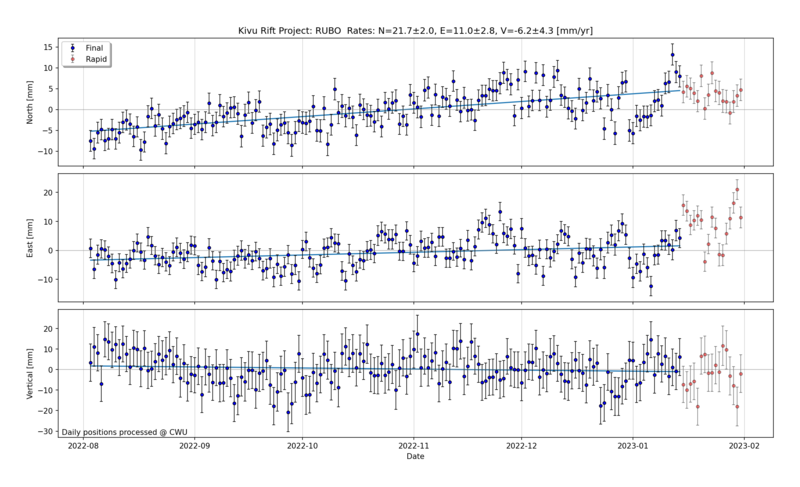 Kivu Rift Project: RUBO  Rates: N=21.7±2.0, E=11.0±2.8, V=-6.2±4.3 [mm/yr]
Final
Rapid
North [mm]
15
10
5
0
−5
−10
East [mm]
20
10
0
−10
Vertical [mm]
20
10
0
−10
−20
−30
Daily positions processed @ CWU
2022-08 2022-09 2022-10 2022-11 2022-12 2023-01 2023-02
Date